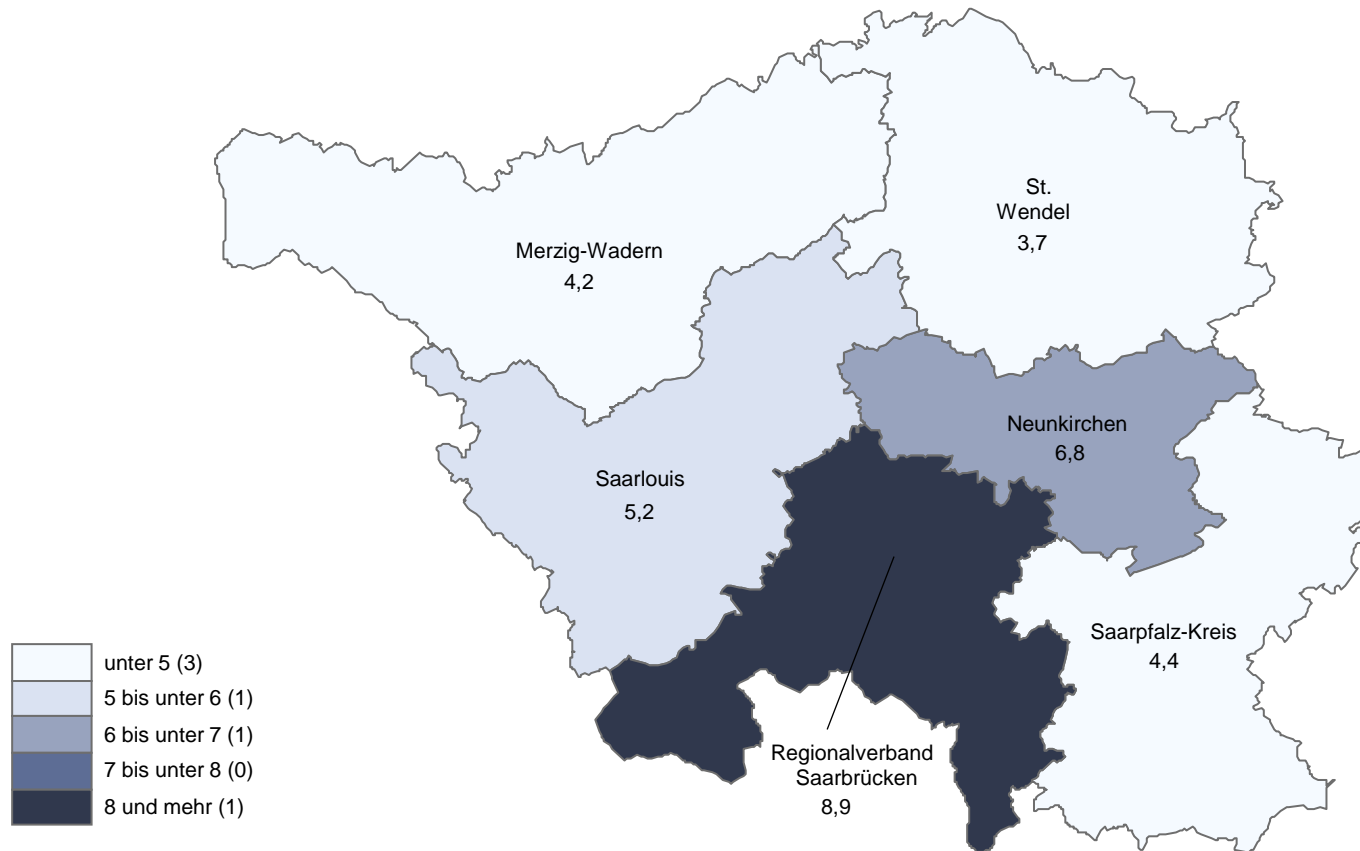 St.
Wendel
3,7
Merzig-Wadern
4,2
Neunkirchen
6,8
Saarlouis
5,2
Saarpfalz-Kreis
4,4
Regionalverband
Saarbrücken
8,9
unter 5 (3)
5 bis unter 6 (1)
6 bis unter 7 (1)
7 bis unter 8 (0)
8 und mehr (1)